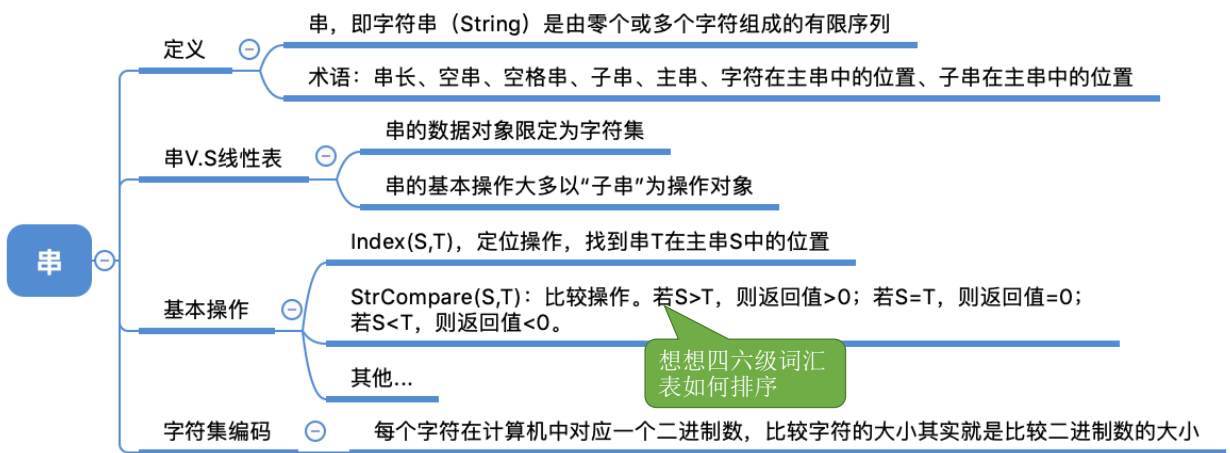 串
定义
串，即字符串（String）是由零个或多个字符组成的有限序列
术语：串长、空串、空格串、子串、主串、字符在主串中的位置、子串在主串中的位置
串V.S线性表
串的数据对象限定为字符集
串的基本操作大多以“子串”为操作对象
基本操作
Index(S,T)，定位操作，找到串T在主串S中的位置
StrCompare(S,T)：比较操作。若S>T，则返回值>0；若S=T，则返回值=0；
若S<T，则返回值<0。
想想四六级词汇
表如何排序
其他...
字符集编码
每个字符在计算机中对应一个二进制数，比较字符的大小其实就是比较二进制数的大小